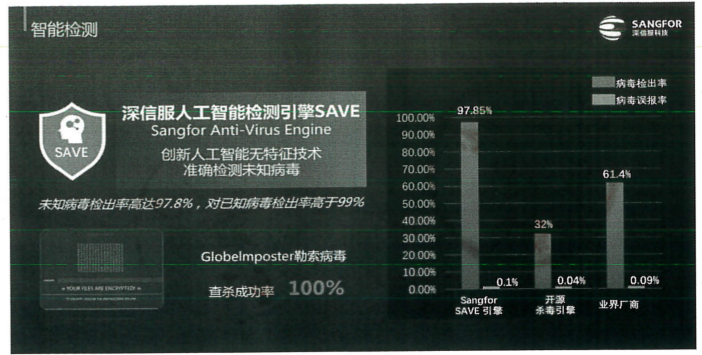 智能检测
SANGFOR
深信服科技
SAVE
深信服人工智能检测引擎SAVE
Sangfor Anti-Virus Engine
创新人工智能无特征技术
准确检测未知病毒
未知病毒检出率高达97.8%，对已知病毒检出率高于99%
YOUR FILES ARE ENCRYPTED
GlobeImposter勒索病毒
查杀成功率 100%
病毒检出率
病毒误报率
100.00%
90.00%
80.00%
70.00%
60.00%
50.00%
40.00%
30.00%
20.00%
10.00%
0.00%
97.85%
0.1%
32%
0.04%
61.4%
0.09%
Sangfor
SAVE 引擎
开源
杀毒引擎
业界厂商